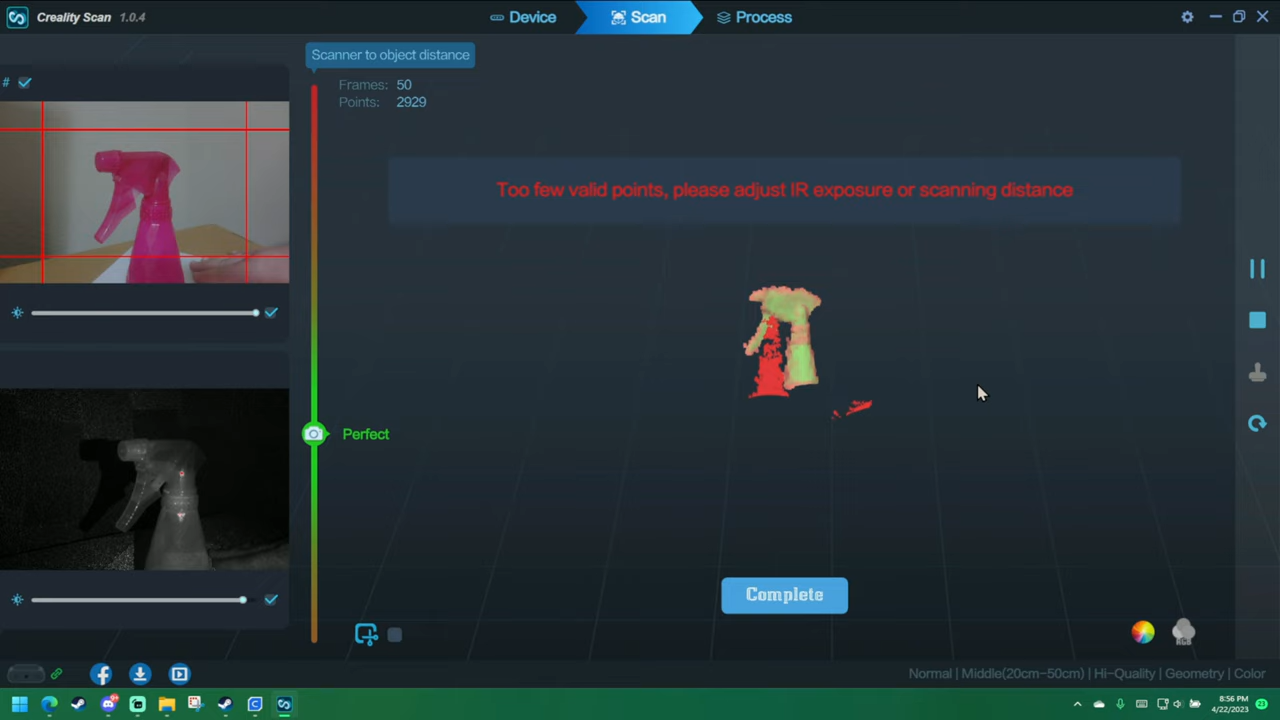 Creality Scan 1.0.4
Device
Scan
Process
Scanner to object distance
#
Frames: 50
Points: 2929
Too few valid points, please adjust IR exposure or scanning distance
Perfect
Complete
Normal | Middle(20cm-50cm) | Hi-Quality | Geometry | Color
8:56 PM
4/22/2023
23